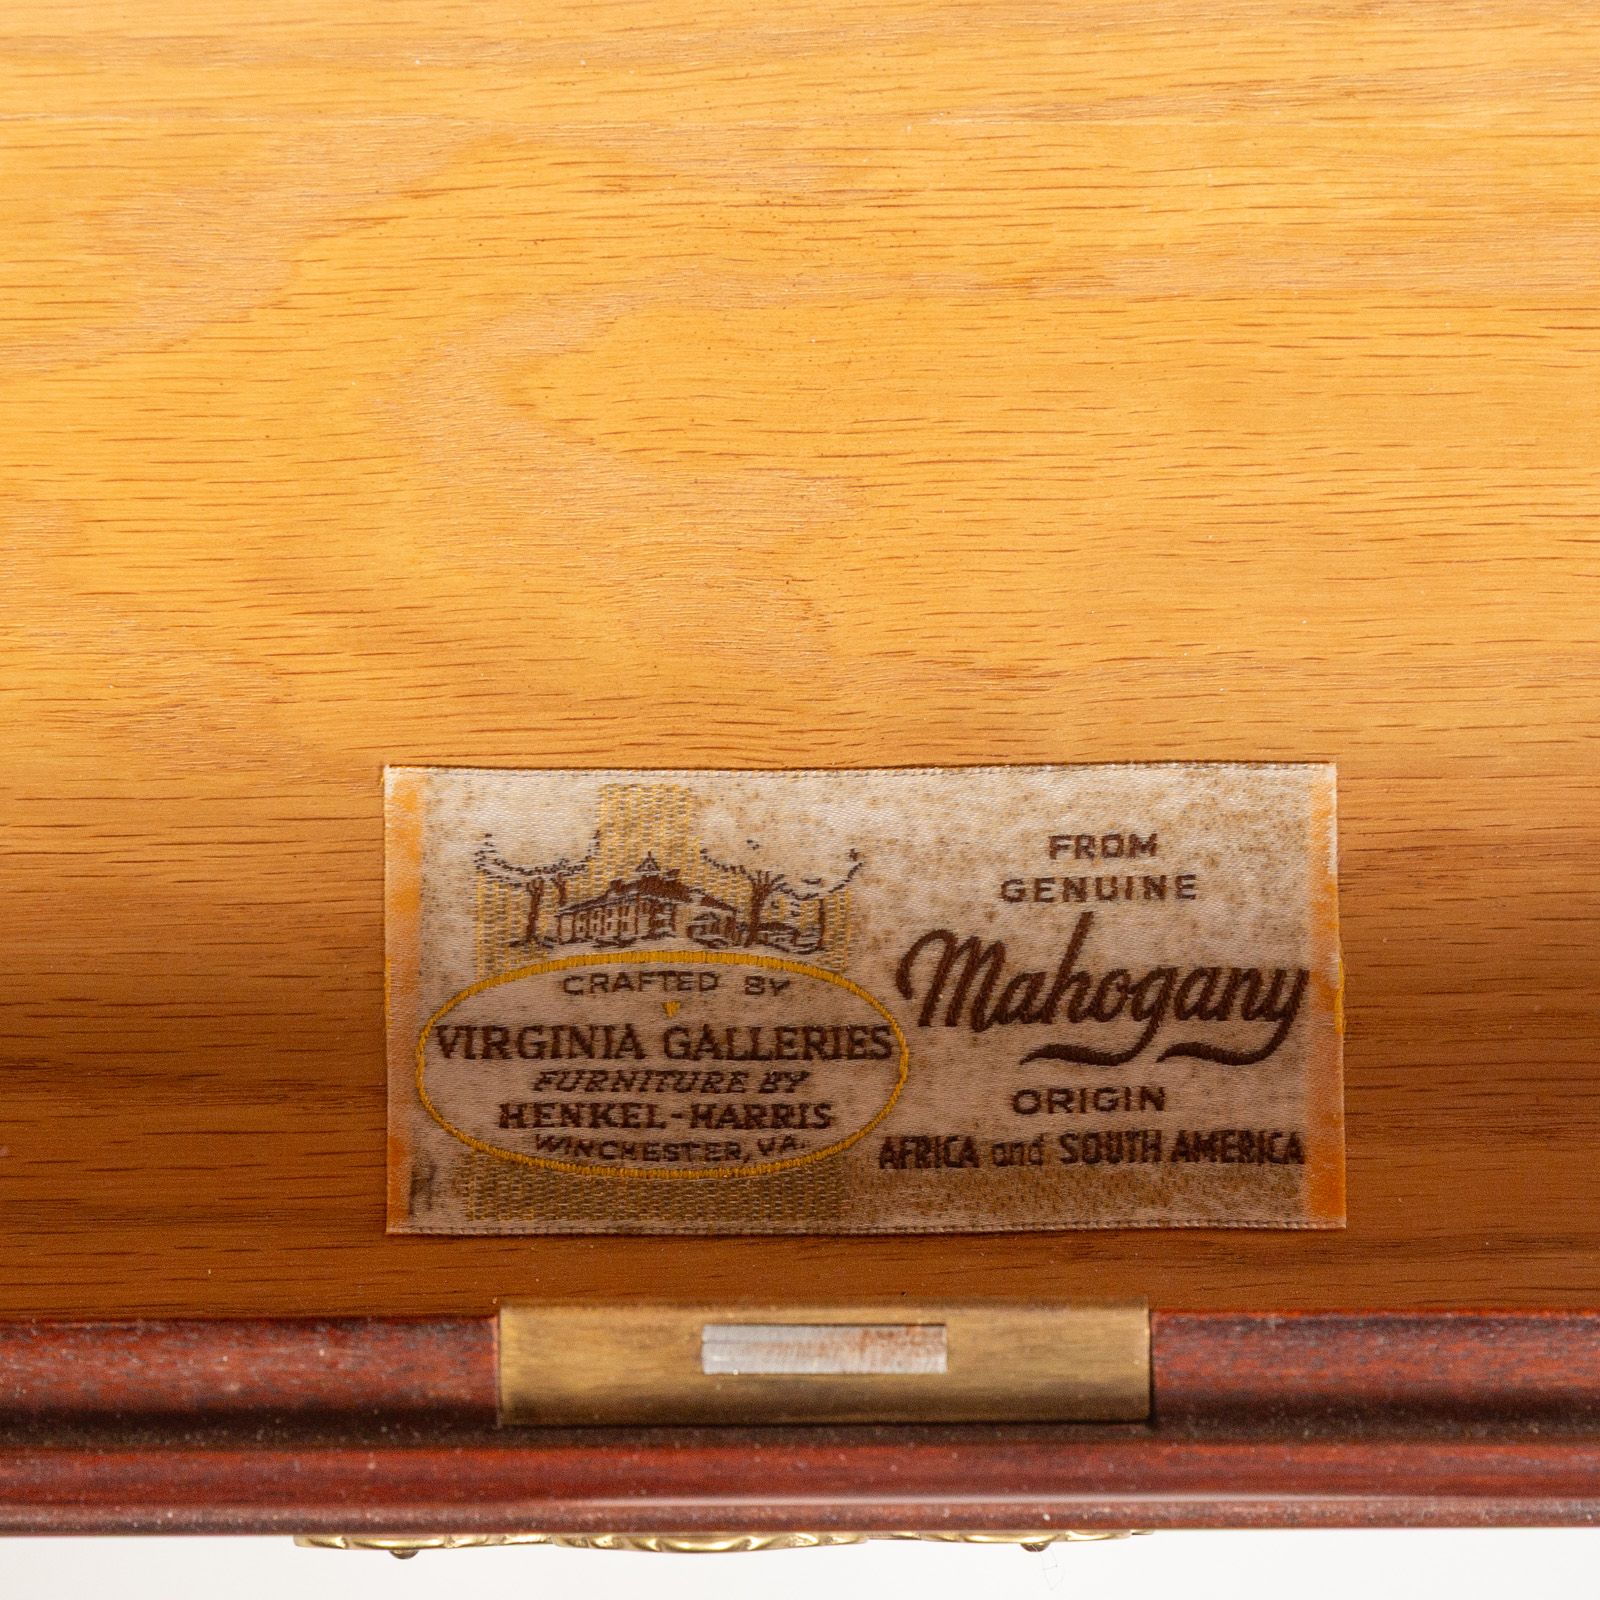 CRAFTED BY
VIRGINIA GALLERIES
FURNITURE BY
HENKEL-HARRIS
WINCHESTER, VA.
FROM
GENUINE
Mahogany
ORIGIN
AFRICA and SOUTH AMERICA